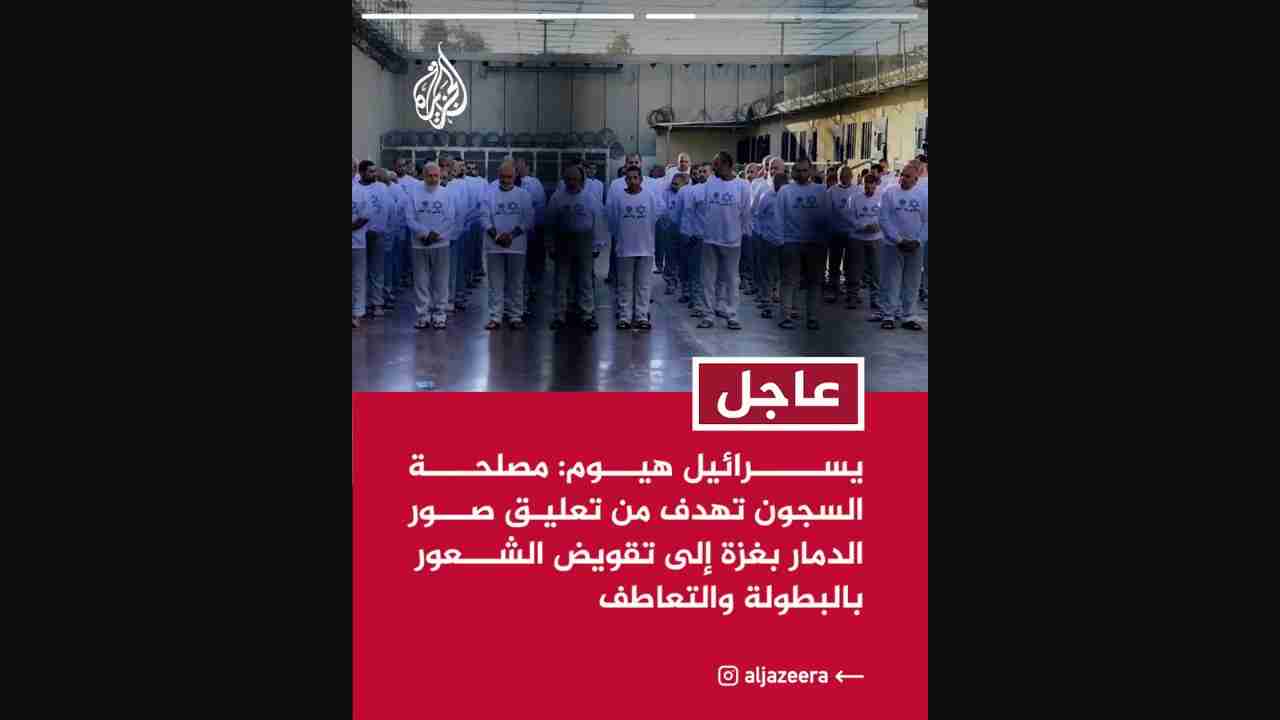 الجزيرة
عاجل
يسرائيل هيوم: مصلحة
السجون تهدف من تعليق صور
الدمار بغزة إلى تقويض الشعور
بالبطولة والتعاطف
aljazeera